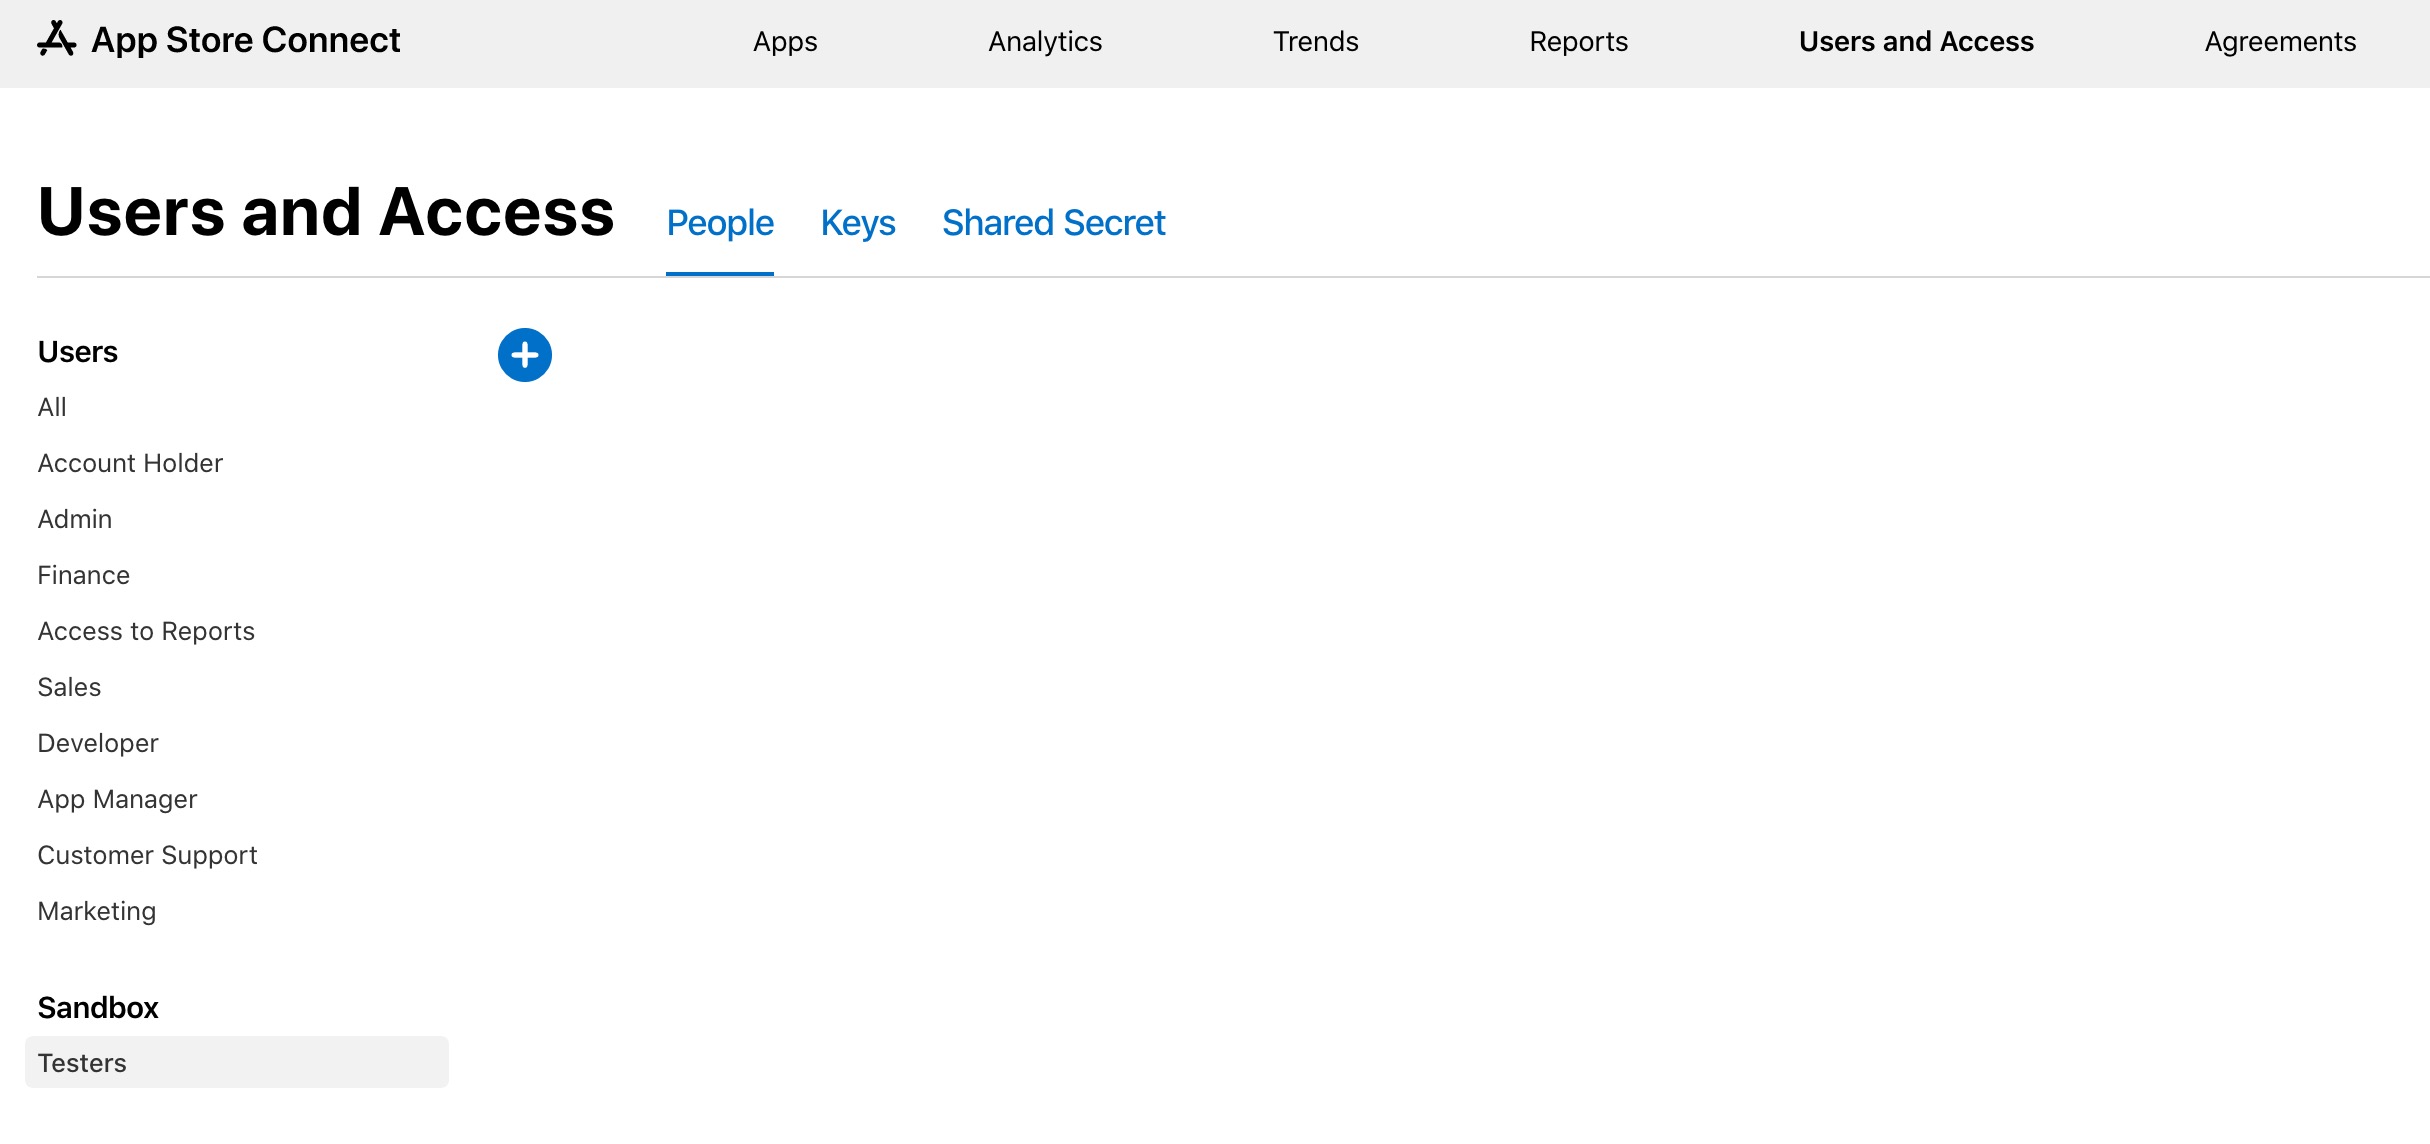 App Store Connect Apps Analytics Trends Reports Users and Access Agreements
Users and Access People Keys Shared Secret
Users
All
Account Holder
Admin
Finance
Access to Reports
Sales
Developer
App Manager
Customer Support
Marketing
Sandbox
Testers